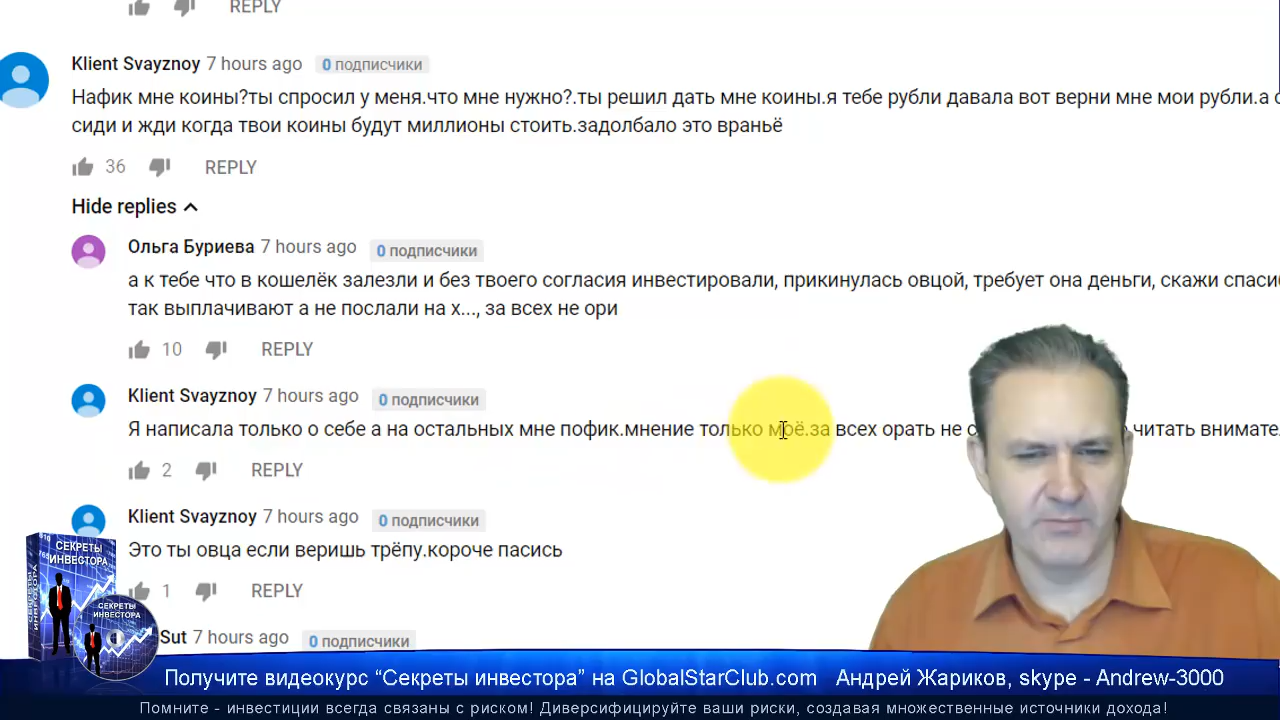 REPLY
Klient Svayznoy 7 hours ago 0 подписчики
Нафик мне коины?ты спросил у меня.что мне нужно?.ты решил дать мне коины.я тебе рубли давала вот верни мне мои рубли.а с
сиди и жди когда твои коины будут миллионы стоить.задолбало это враньё
36 REPLY
Hide replies
Ольга Буриева 7 hours ago 0 подписчики
а к тебе что в кошелёк залезли и без твоего согласия инвестировали, прикинулась овцой, требует она деньги, скажи спаси
так выплачивают а не послали на х..., за всех не ори
10 REPLY
Klient Svayznoy 7 hours ago 0 подписчики
Я написала только о себе а на остальных мне пофик.мнение только моё.за всех орать не с читать внимате
2 REPLY
Klient Svayznoy 7 hours ago 0 подписчики
Это ты овца если веришь трёпу.короче пасись
1 REPLY
Sut 7 hours ago 0 подписчики
СЕКРЕТЫ
ИНВЕСТОРА
СЕКРЕТЫ
ИНВЕСТОРА
Получите видеокурс “Секреты инвестора” на GlobalStarClub.com Андрей Жариков, skype - Andrew-3000
Помните - инвестиции всегда связаны с риском! Диверсифицируйте ваши риски, создавая множественные источники дохода!